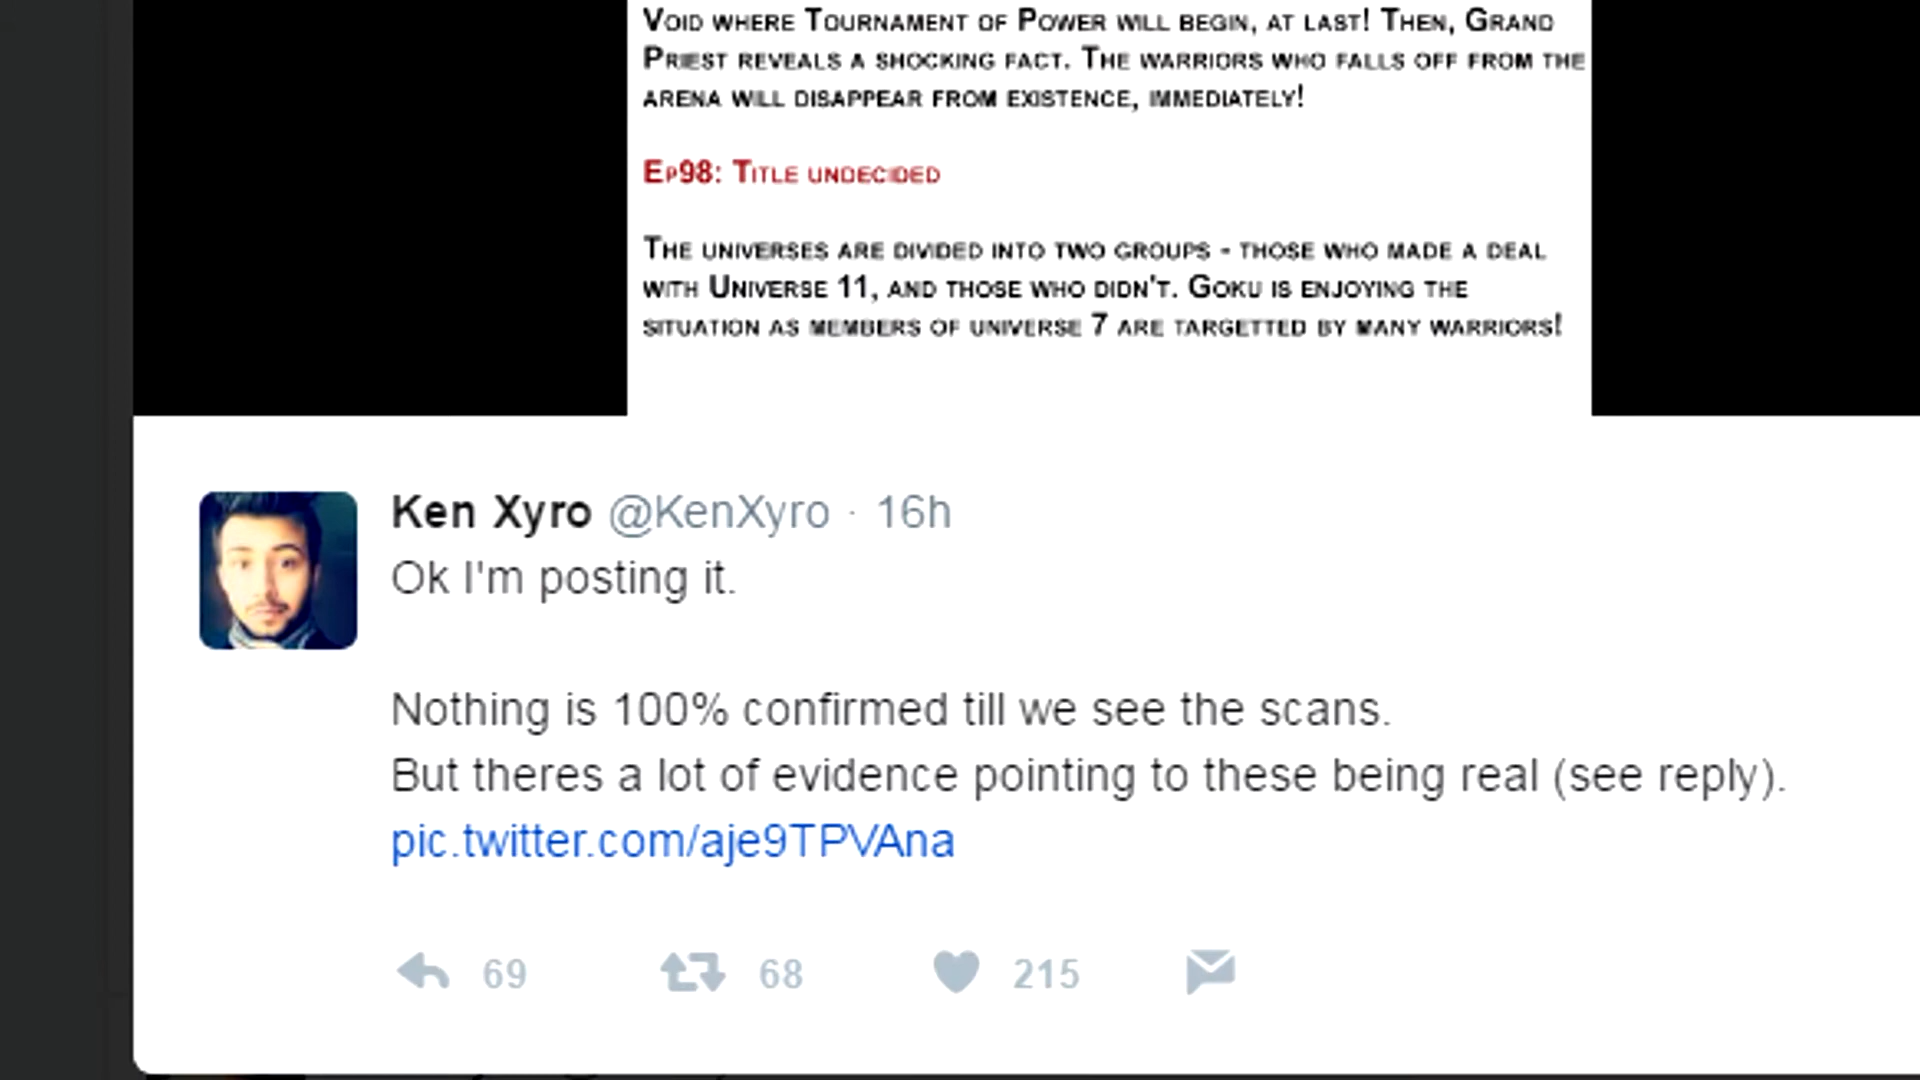 Void where Tournament of Power will begin, at last! Then, Grand
Priest reveals a shocking fact. The warriors who falls off from the
arena will disappear from existence, immediately!
Ep98: Title undecided
The universes are divided into two groups - those who made a deal
with Universe 11, and those who didn't. Goku is enjoying the
situation as members of universe 7 are targetted by many warriors!
Ken Xyro @KenXyro · 16h
Ok I'm posting it.
Nothing is 100% confirmed till we see the scans.
But theres a lot of evidence pointing to these being real (see reply).
pic.twitter.com/aje9TPVAna
69 68 215